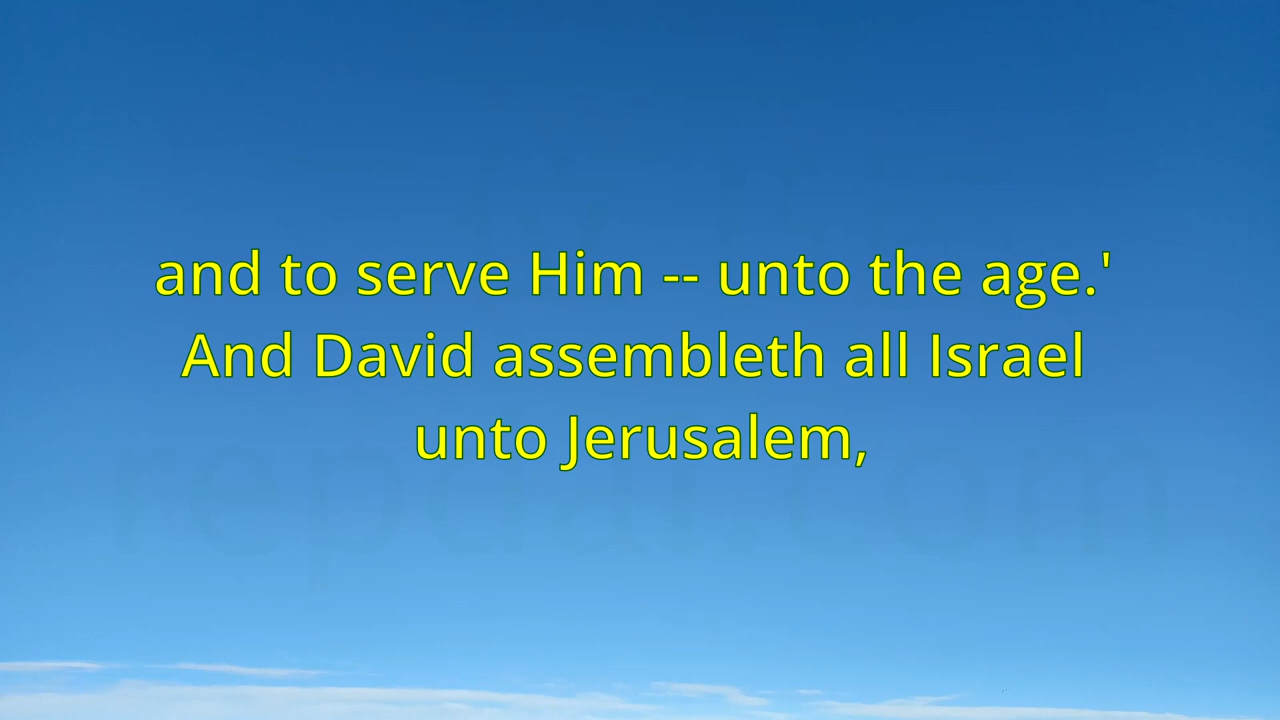 and to serve Him -- unto the age.'
And David assembleth all Israel
unto Jerusalem,